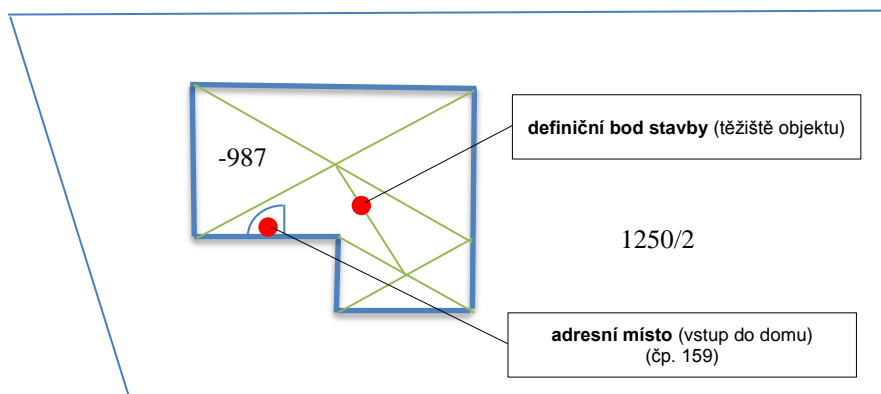 definiční bod stavby (těžiště objektu)
-987
1250/2
adresní místo (vstup do domu)
(čp. 159)